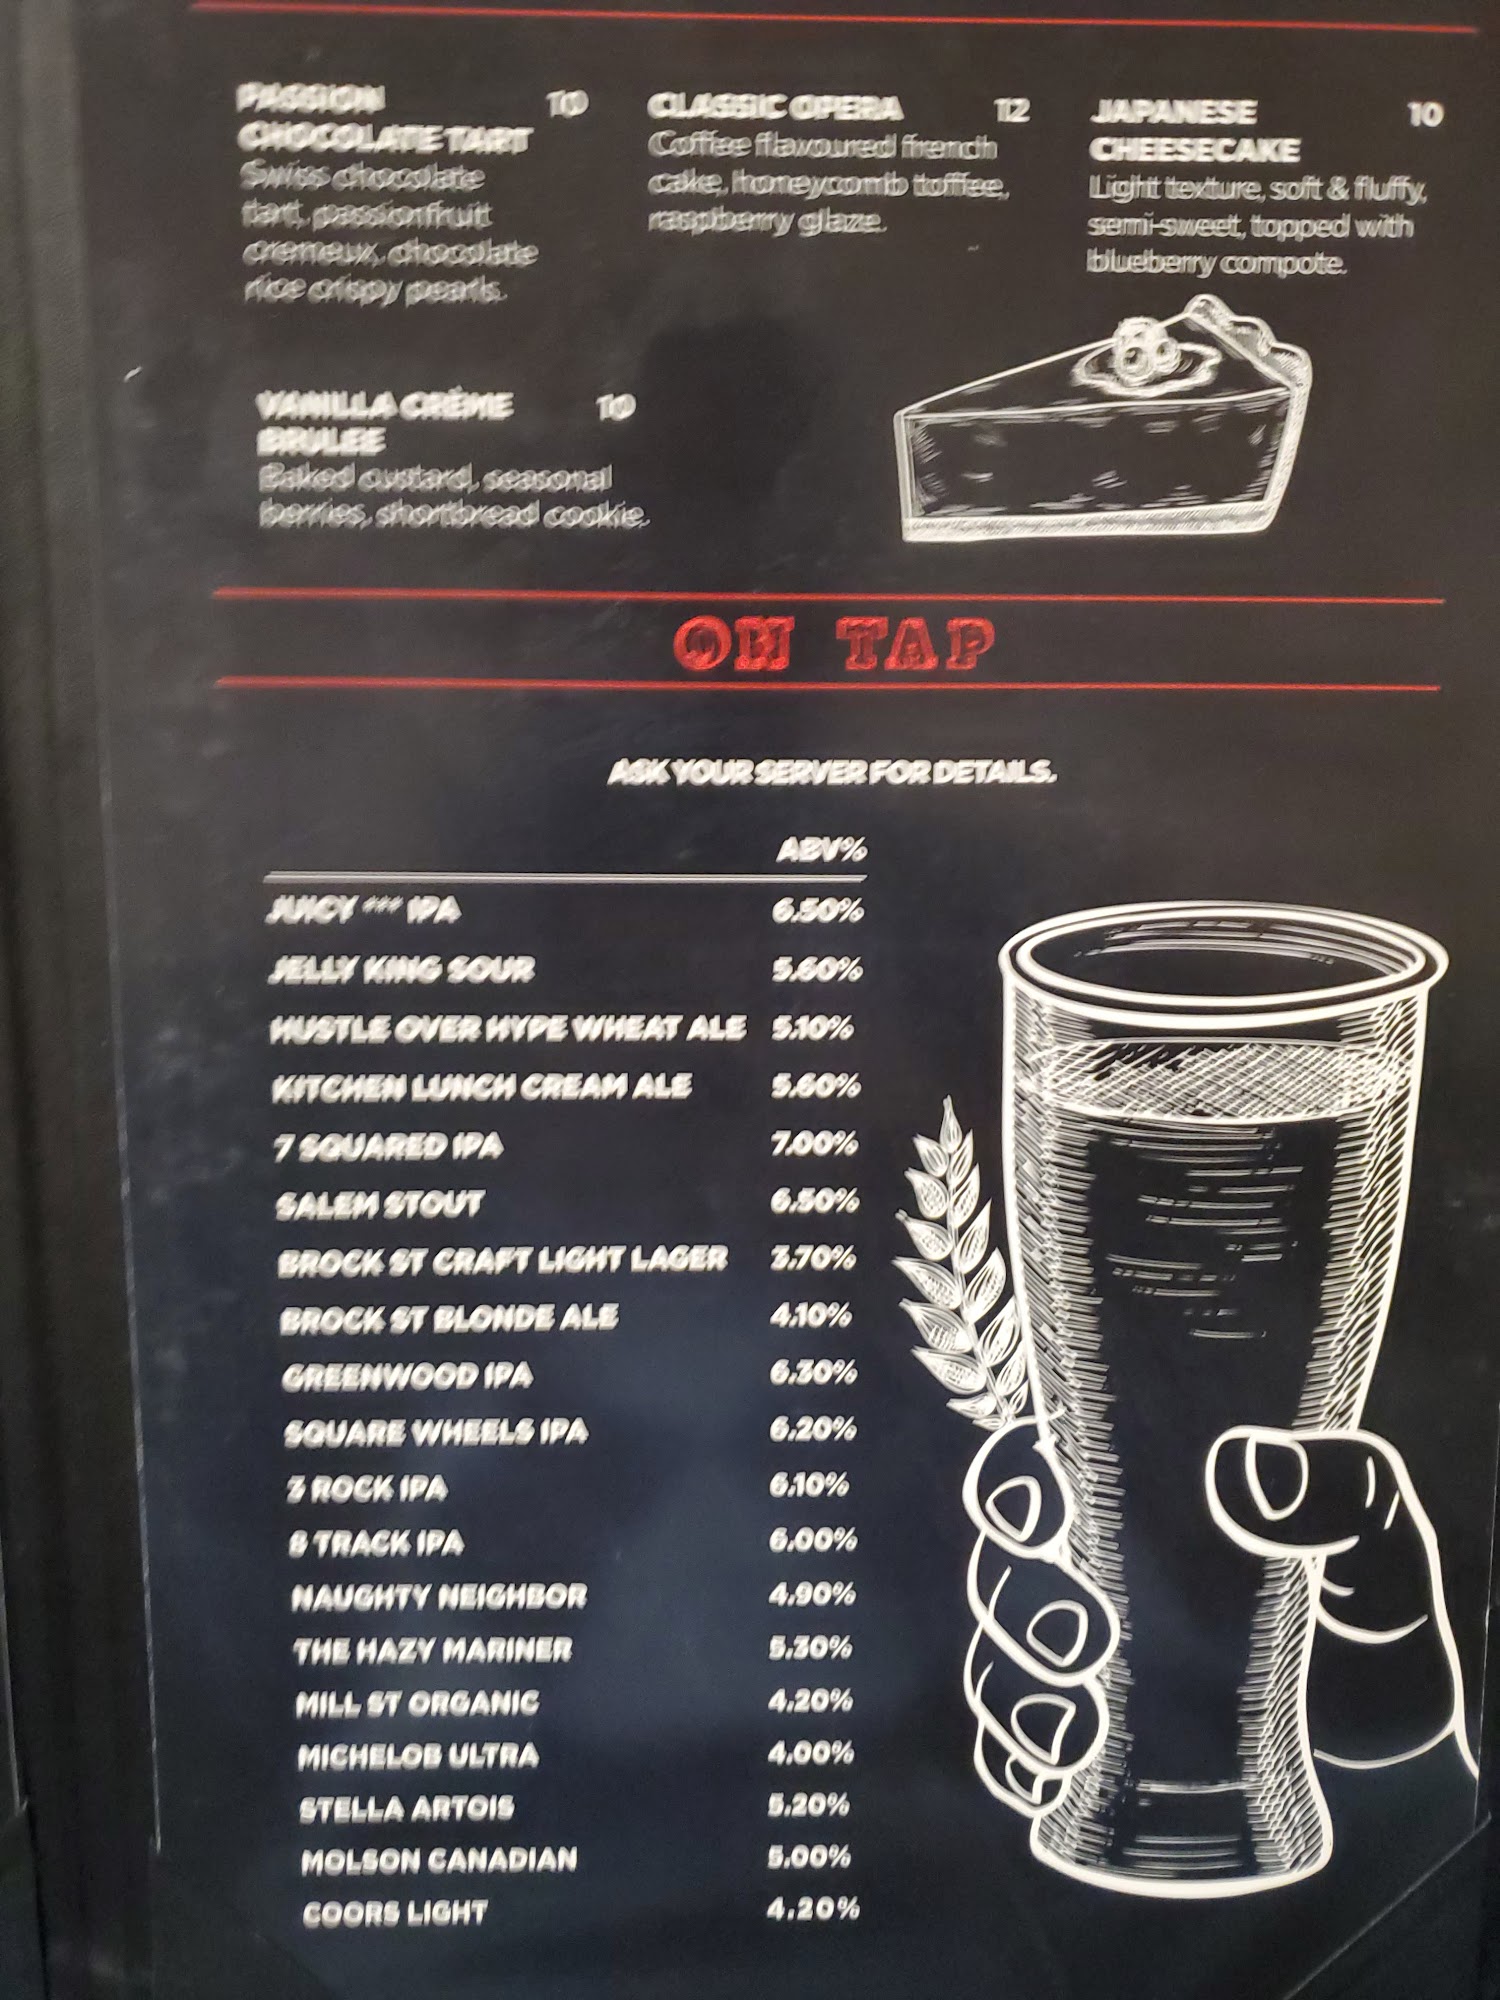 PASSION 10
CHOCOLATE TART
Swiss chocolate
tart, passionfruit
cremeux, chocolate
rice crispy pearls.
CLASSIC OPERA 12
Coffee flavoured french
cake, honeycomb toffee,
raspberry glaze.
JAPANESE 10
CHEESECAKE
Light texture, soft & fluffy,
semi-sweet, topped with
blueberry compote.
VANILLA CRÈME 10
BRULEE
Baked custard, seasonal
berries, shortbread cookie.
ON TAP
ASK YOUR SERVER FOR DETAILS.
ABV%
JUICY *** IPA 6.50%
JELLY KING SOUR 5.60%
HUSTLE OVER HYPE WHEAT ALE 5.10%
KITCHEN LUNCH CREAM ALE 5.60%
7 SQUARED IPA 7.00%
SALEM STOUT 6.50%
BROCK ST CRAFT LIGHT LAGER 3.70%
BROCK ST BLONDE ALE 4.10%
GREENWOOD IPA 6.30%
SQUARE WHEELS IPA 6.20%
3 ROCK IPA 6.10%
8 TRACK IPA 6.00%
NAUGHTY NEIGHBOR 4.90%
THE HAZY MARINER 5.30%
MILL ST ORGANIC 4.20%
MICHELOB ULTRA 4.00%
STELLA ARTOIS 5.20%
MOLSON CANADIAN 5.00%
COORS LIGHT 4.20%